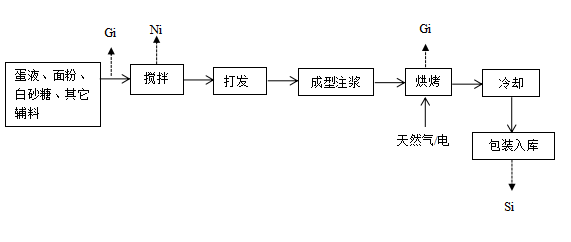 Gi
Ni
Gi
蛋液、面粉、
白砂糖、其它
辅料
搅拌
打发
成型注浆
烘烤
冷却
天然气/电
包装入库
Si